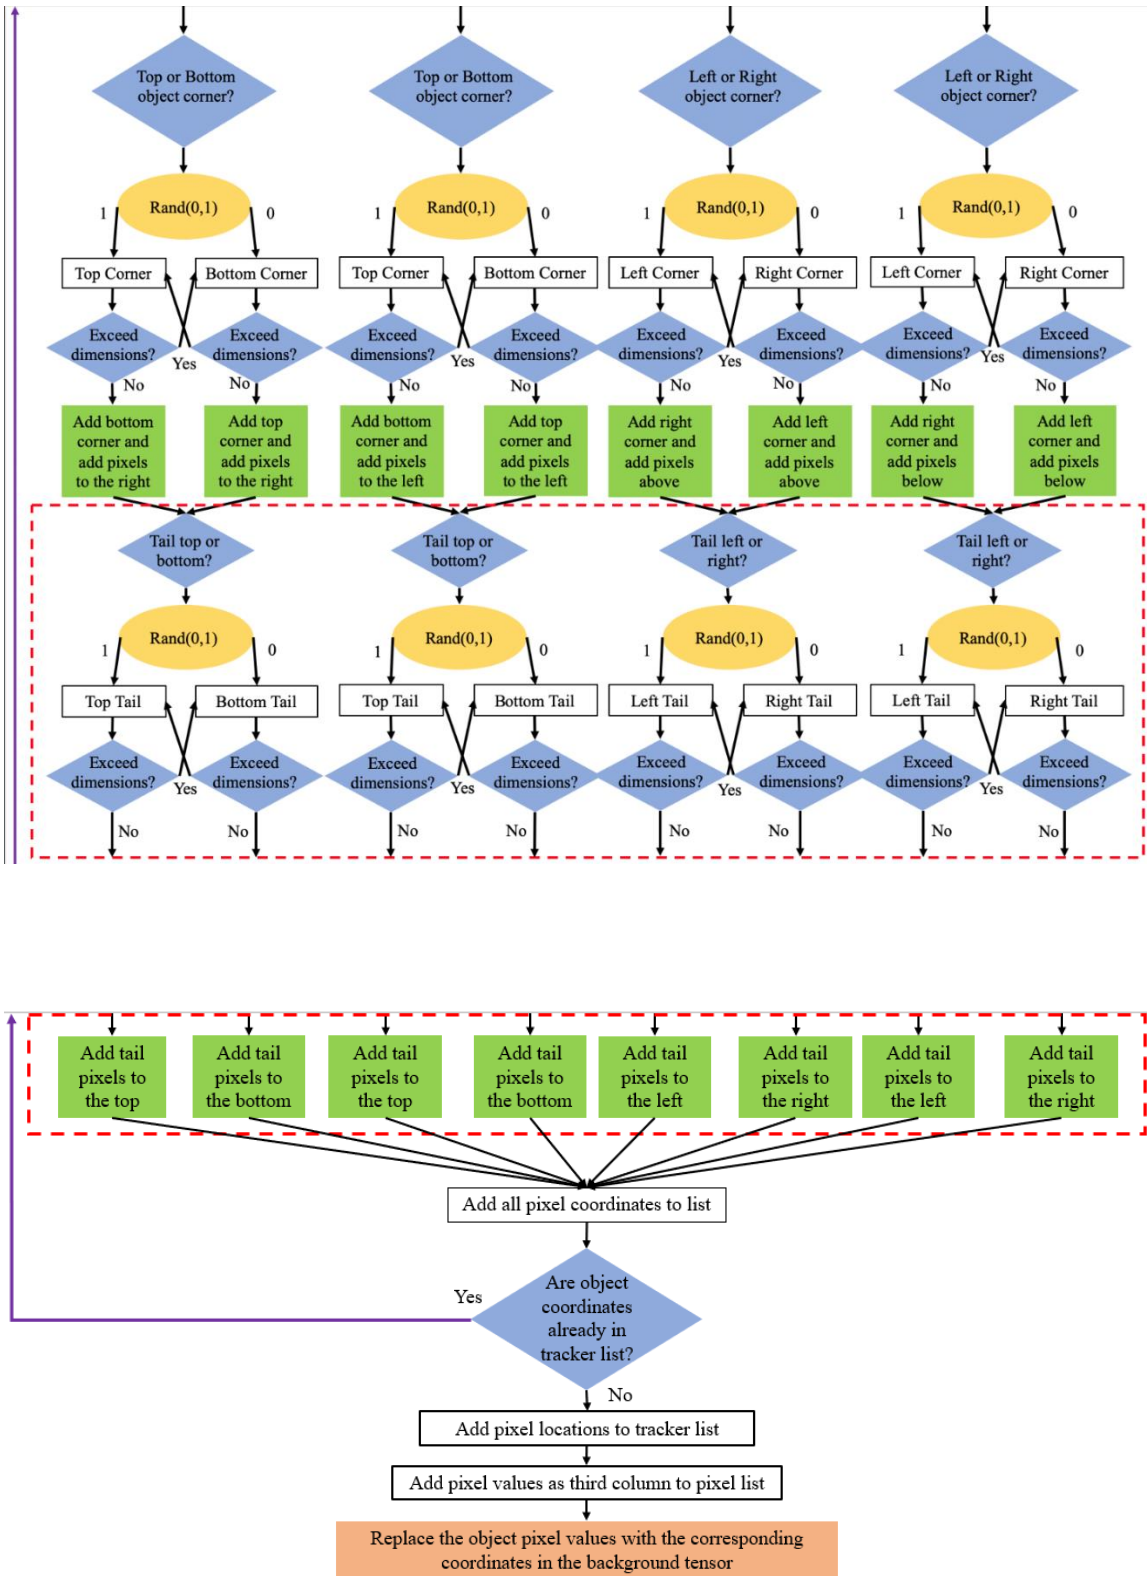 Top or Bottom
object corner?
Top or Bottom
object corner?
Left or Right
object corner?
Left or Right
object corner?
1
Rand(0,1)
0
1
Rand(0,1)
0
1
Rand(0,1)
0
1
Rand(0,1)
0
Top Corner
Bottom Corner
Top Corner
Bottom Corner
Left Corner
Right Corner
Left Corner
Right Corner
Exceed
dimensions?
Yes
Exceed
dimensions?
Exceed
dimensions?
Yes
Exceed
dimensions?
Exceed
dimensions?
Yes
Exceed
dimensions?
Exceed
dimensions?
Yes
Exceed
dimensions?
No
No
No
No
No
No
No
No
Add bottom
corner and
add pixels
to the right
Add top
corner and
add pixels
to the right
Add bottom
corner and
add pixels
to the left
Add top
corner and
add pixels
to the left
Add right
corner and
add pixels
above
Add left
corner and
add pixels
above
Add right
corner and
add pixels
below
Add left
corner and
add pixels
below
Tail top or
bottom?
Tail top or
bottom?
Tail left or
right?
Tail left or
right?
1
Rand(0,1)
0
1
Rand(0,1)
0
1
Rand(0,1)
0
1
Rand(0,1)
0
Top Tail
Bottom Tail
Top Tail
Bottom Tail
Left Tail
Right Tail
Left Tail
Right Tail
Exceed
dimensions?
Yes
Exceed
dimensions?
Exceed
dimensions?
Yes
Exceed
dimensions?
Exceed
dimensions?
Yes
Exceed
dimensions?
Exceed
dimensions?
Yes
Exceed
dimensions?
No
No
No
No
No
No
No
No
Add tail
pixels to
the top
Add tail
pixels to
the bottom
Add tail
pixels to
the top
Add tail
pixels to
the bottom
Add tail
pixels to
the left
Add tail
pixels to
the right
Add tail
pixels to
the left
Add tail
pixels to
the right
Add all pixel coordinates to list
Yes
Are object
coordinates
already in
tracker list?
No
Add pixel locations to tracker list
Add pixel values as third column to pixel list
Replace the object pixel values with the corresponding
coordinates in the background tensor